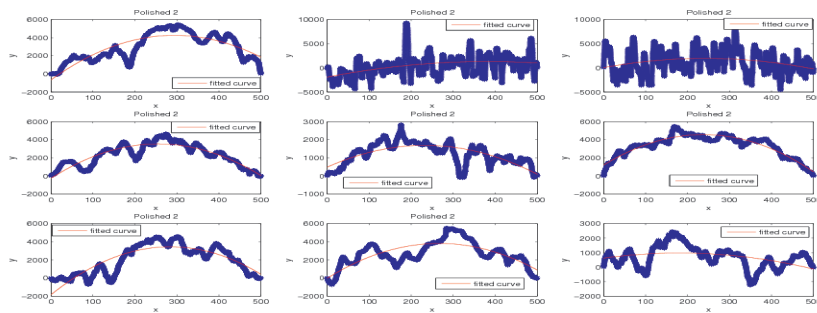 Polished 2 Polished 2 Polished 2
6000 10000 10000
fitted curve fitted curve
4000
5000 5000
y 2000 y y
0 0
0
fitted curve
−2000 −5000 −5000
0 100 200 300 400 500 0 100 200 300 400 500 0 100 200 300 400 500
x x x
Polished 2 Polished 2 Polished 2
6000 3000 6000
fitted curve
4000 2000 4000
y 2000 y 1000 y 2000
0 0 0
fitted curve fitted curve
−2000 −1000 −2000
0 100 200 300 400 500 0 100 200 300 400 500 0 100 200 300 400 500
x x x
Polished 2 Polished 2 Polished 2
6000 6000 3000
fitted curve fitted curve
4000 4000 2000
y 2000 y 2000 y 1000
0 0 0
fitted curve
−1000
−2000 −2000 −2000
0 100 200 300 400 500 0 100 200 300 400 500 0 100 200 300 400 500
x x x